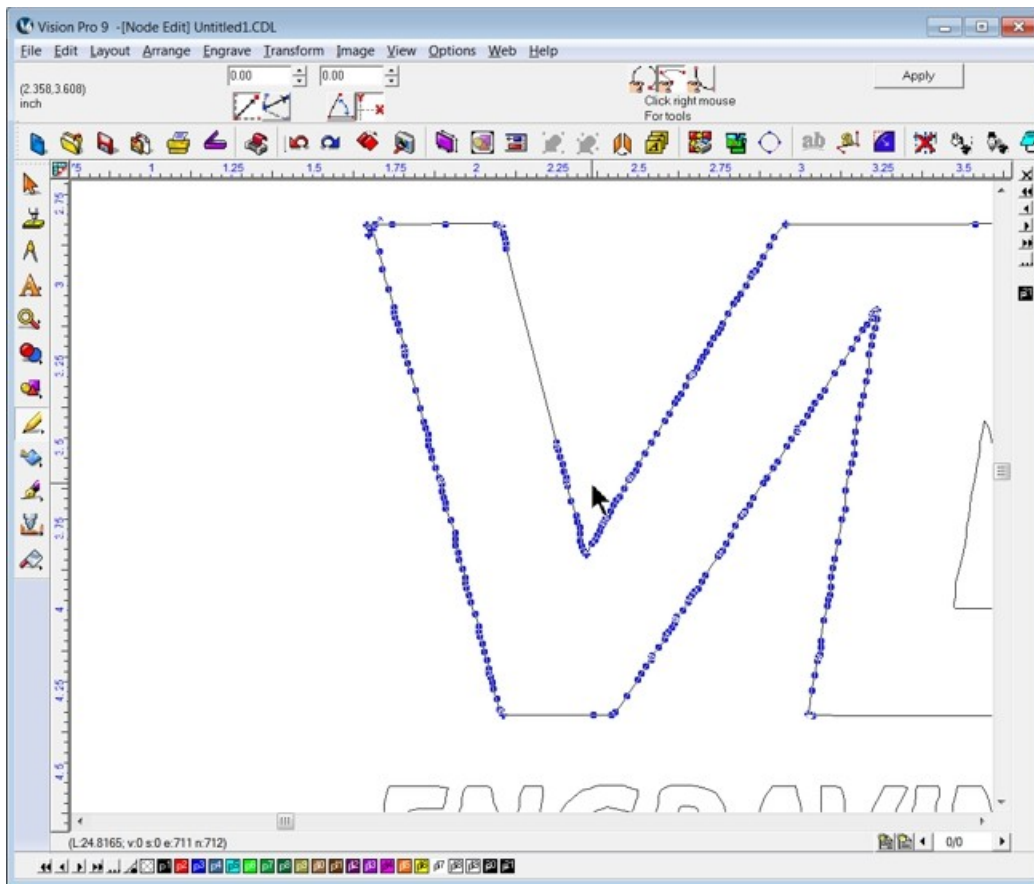 Vision Pro 9 -[Node Edit] Untitled1.CDL
File Edit Layout Arrange Engrave Transform Image View Options Web Help
0.00 0.00 Apply
(2.358,3.608)
inch
Click right mouse
For tools
ab
1 1.25 1.5 1.75 2 2.25 2.5 2.75 3 3.25 3.5
2.75
3
3.25
3.5
3.75
4
4.25
4.5
ENGRAVIN
(L:24.8165; v:0 s:0 e:711 n:712)
0/0